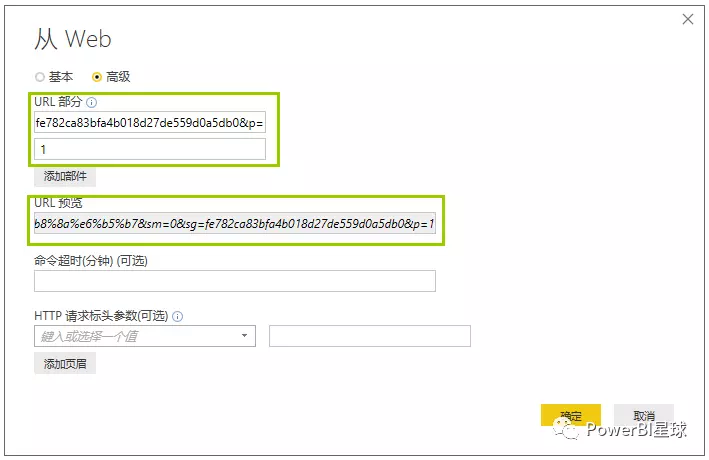 从 Web
基本 高级
URL 部分
fe782ca83bfa4b018d27de559d0a5db0&p=
1
添加部件
URL 预览
b8%8a%e6%b5%b7&sm=0&sg=fe782ca83bfa4b018d27de559d0a5db0&p=1
命令超时(分钟) (可选)
HTTP 请求标头参数(可选)
键入或选择一个值
添加页眉
确定 取消
PowerBI星球